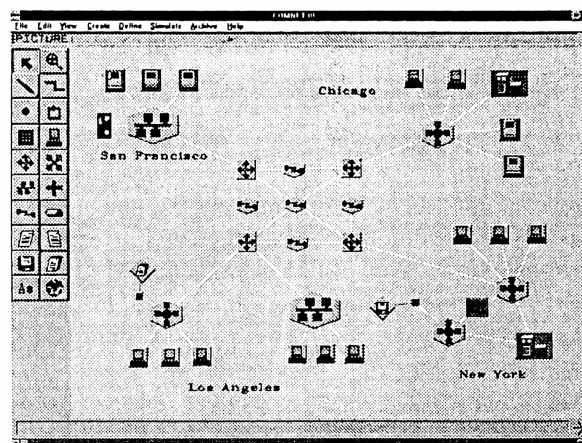 COMNET III
File Edit View Create Define Simulate Archive Help
PICTURE:
Chicago
San Francisco
Los Angeles
New York